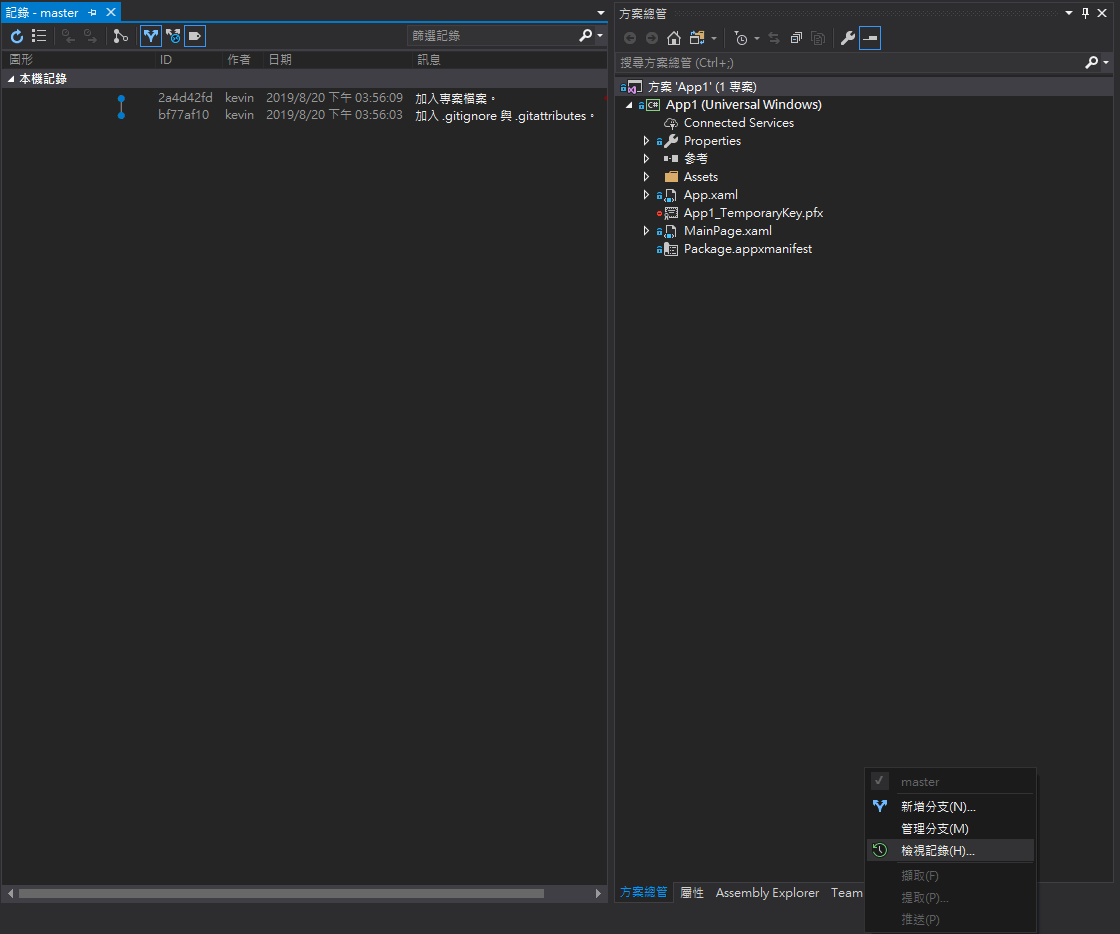 記錄 - master
篩選記錄
圖形 ID 作者 日期 訊息
本機記錄
2a4d42fd kevin 2019/8/20 下午 03:56:09 加入專案檔案。
bf77af10 kevin 2019/8/20 下午 03:56:03 加入 .gitignore 與 .gitattributes。
方案總管
搜尋方案總管 (Ctrl+;)
方案 'App1' (1 專案)
C# App1 (Universal Windows)
Connected Services
Properties
參考
Assets
App.xaml
App1_TemporaryKey.pfx
MainPage.xaml
Package.appxmanifest
master
新增分支(N)...
管理分支(M)
檢視記錄(H)...
擷取(F)
提取(P)...
推送(P)
方案總管 屬性 Assembly Explorer Team